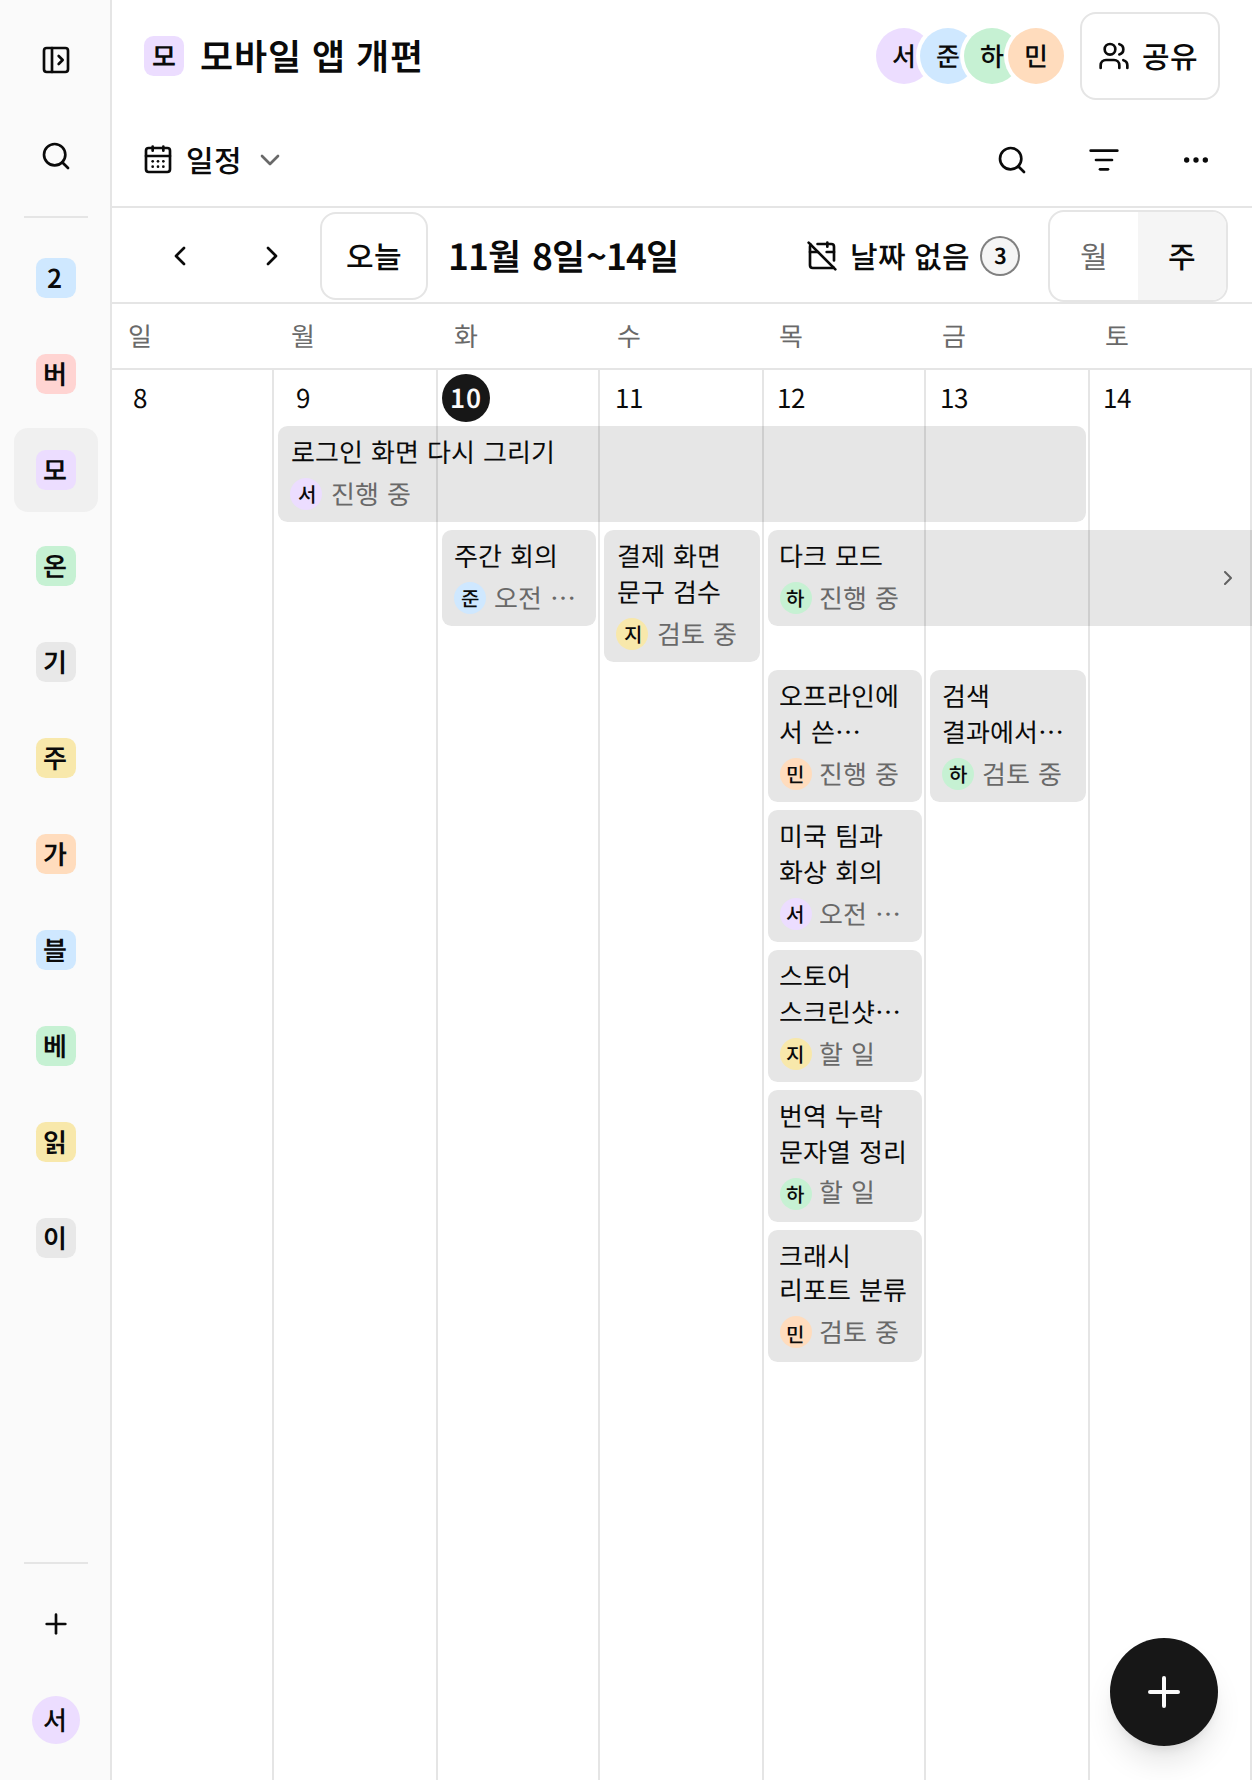 모 모바일 앱 개편
서 준 하 민 공유
일정
오늘 11월 8일~14일 날짜 없음 3 월 주
일 월 화 수 목 금 토
8 9 10 11 12 13 14
로그인 화면 다시 그리기
서 진행 중
주간 회의
준 오전 …
결제 화면
문구 검수
지 검토 중
다크 모드
하 진행 중
오프라인에
서 쓴…
민 진행 중
검색
결과에서…
하 검토 중
미국 팀과
화상 회의
서 오전 …
스토어
스크린샷…
지 할 일
번역 누락
문자열 정리
하 할 일
크래시
리포트 분류
민 검토 중
2
버
모
온
기
주
가
블
베
읽
이
서